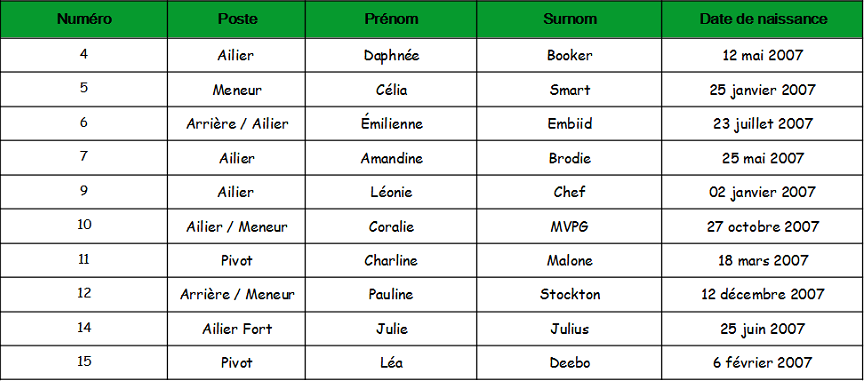 Numéro Poste Prénom Surnom Date de naissance
4 Ailier Daphnée Booker 12 mai 2007
5 Meneur Célia Smart 25 janvier 2007
6 Arrière / Ailier Émilienne Embiid 23 juillet 2007
7 Ailier Amandine Brodie 25 mai 2007
9 Ailier Léonie Chef 02 janvier 2007
10 Ailier / Meneur Coralie MVPG 27 octobre 2007
11 Pivot Charline Malone 18 mars 2007
12 Arrière / Meneur Pauline Stockton 12 décembre 2007
14 Ailier Fort Julie Julius 25 juin 2007
15 Pivot Léa Deebo 6 février 2007